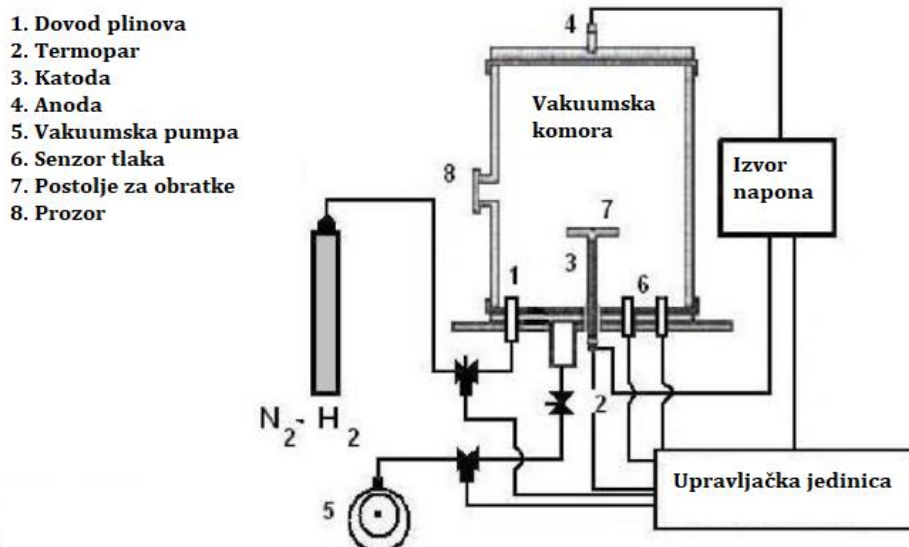 1. Dovod plinova
2. Termopar
3. Katoda
4. Anoda
5. Vakuumska pumpa
6. Senzor tlaka
7. Postolje za obratke
8. Prozor
4
Vakuumska
komora
Izvor
napona
8
7
3
1
6
2
N2- H2
5
Upravljačka jedinica